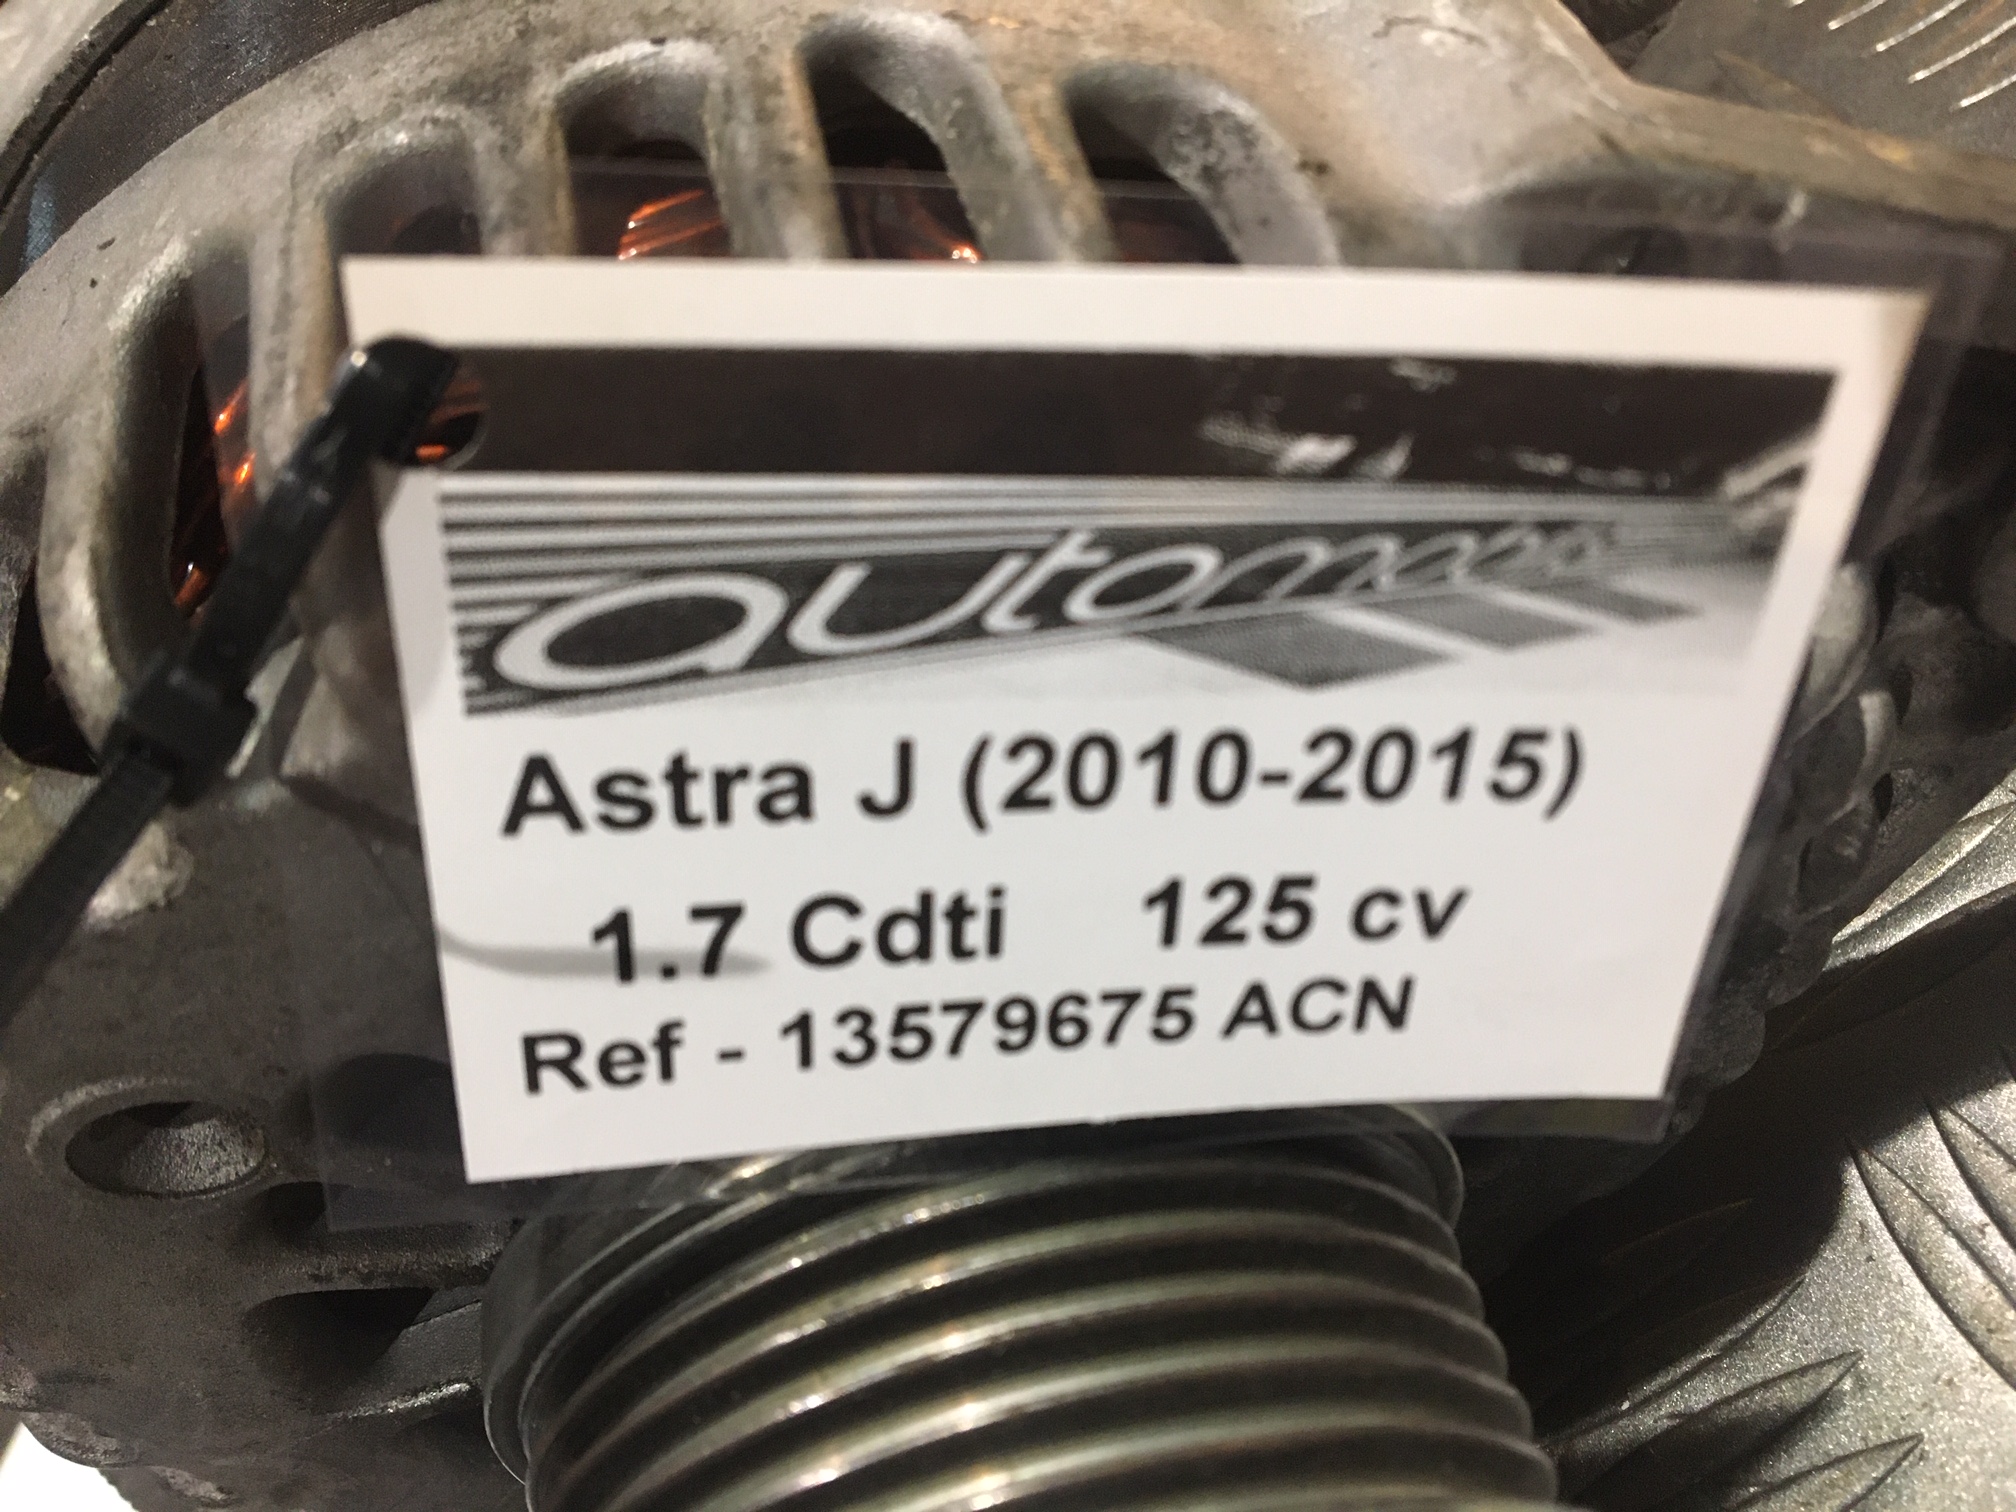 Astra J (2010-2015)
1.7 Cdti 125 cv
Ref - 13579675 ACN